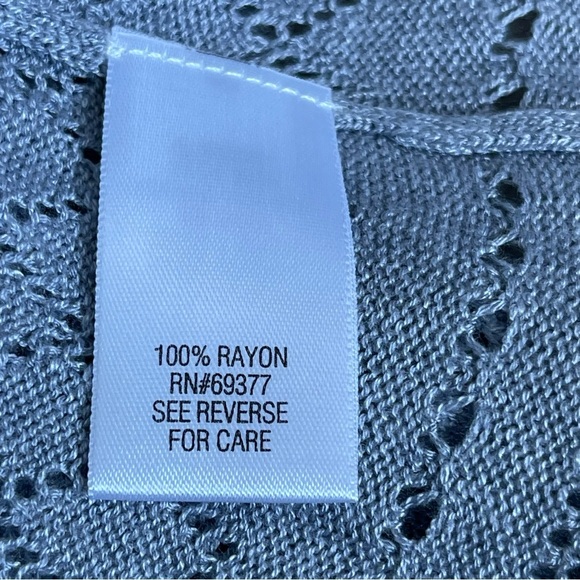 100% RAYON
RN#69377
SEE REVERSE
FOR CARE